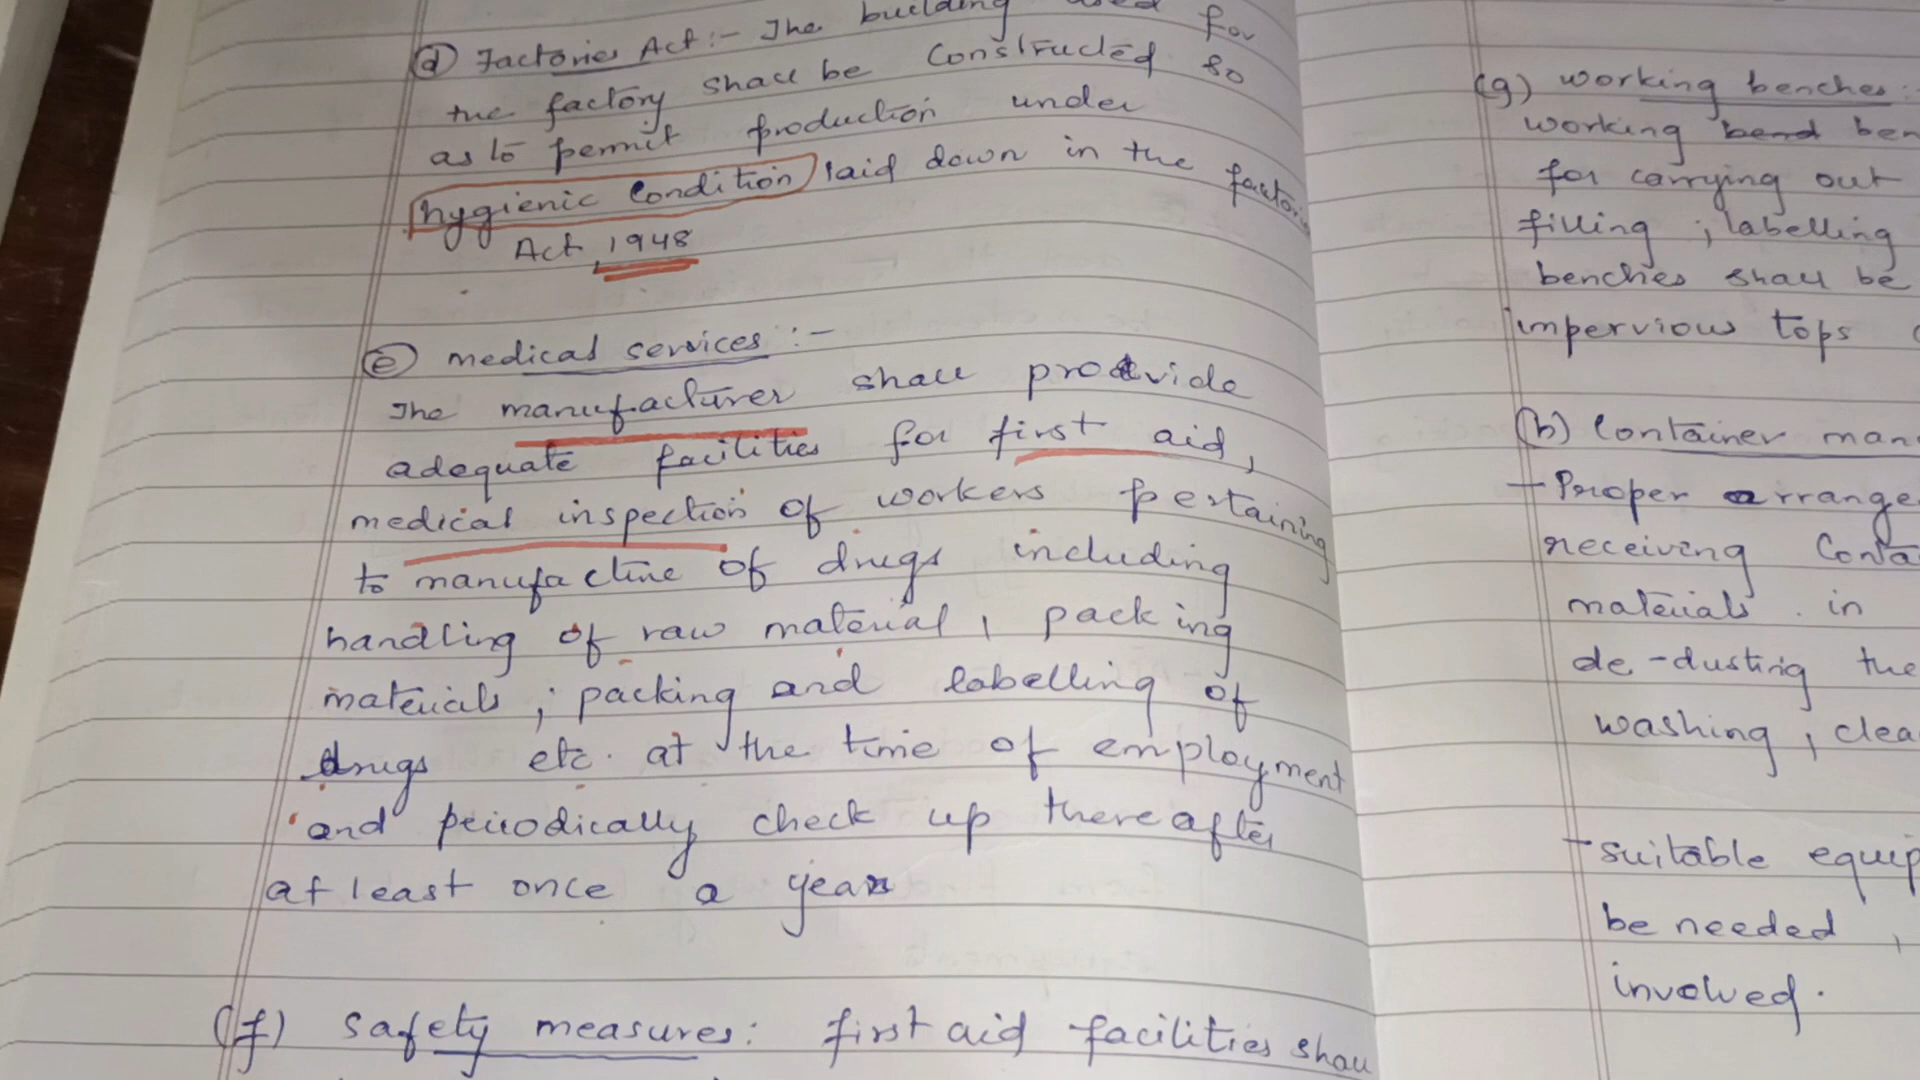 (d) Factories Act :- The building used for
the factory shall be Constructed so
as to permit production under
hygienic Condition laid down in the
Act, 1948
(e) medical services :-
The manufacturer shall provide
adequate facilities for first aid,
medical inspection of workers pertaining
to manufacture of drugs including
handling of raw material, packing
materials, packing and labelling of
drugs etc. at the time of employment
and periodically check up thereafter
at least once a year
(f) safety measures: first aid facilities shall
(g) working benches :-
working ben
for carrying out
filling, labelling
benches shall be
impervious tops
(h) Container man
- Proper arrange
receiving Conta
materials in
de-dusting the
washing, clea
- suitable equip
be needed,
involved.